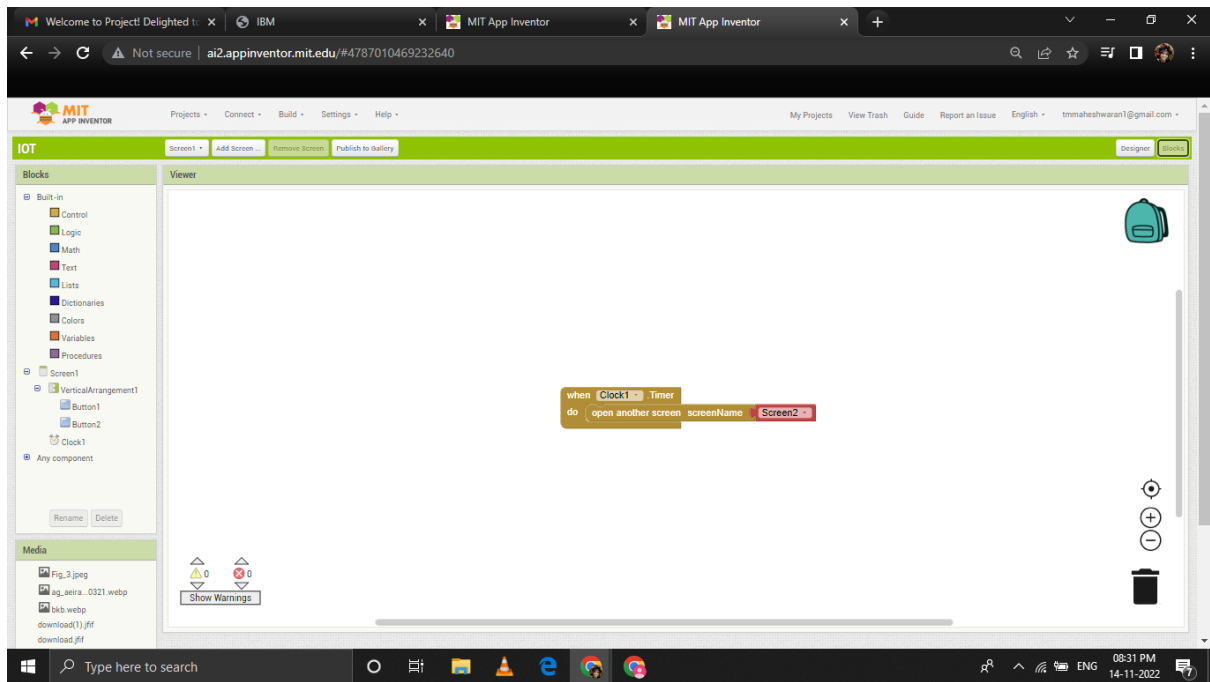 Welcome to Project! Delighted to
IBM
MIT App Inventor
MIT App Inventor
Not secure | ai2.appinventor.mit.edu/#4787010469232640
MIT
APP INVENTOR
Projects Connect Build Settings Help
My Projects View Trash Guide Report an Issue English tmmaheshwaran1@gmail.com
IOT
Screen1 Add Screen ... Remove Screen Publish to Gallery
Designer Blocks
Blocks
Viewer
Built-in
Control
Logic
Math
Text
Lists
Dictionaries
Colors
Variables
Procedures
Screen1
VerticalArrangement1
Button1
Button2
Clock1
Any component
Rename Delete
when Clock1 .Timer
do open another screen screenName Screen2
0 0
Show Warnings
Media
Fig_3.jpeg
ag_aeira...0321.webp
bkb.webp
download(1).jfif
download.jfif
Type here to search
ENG
08:31 PM
14-11-2022
7